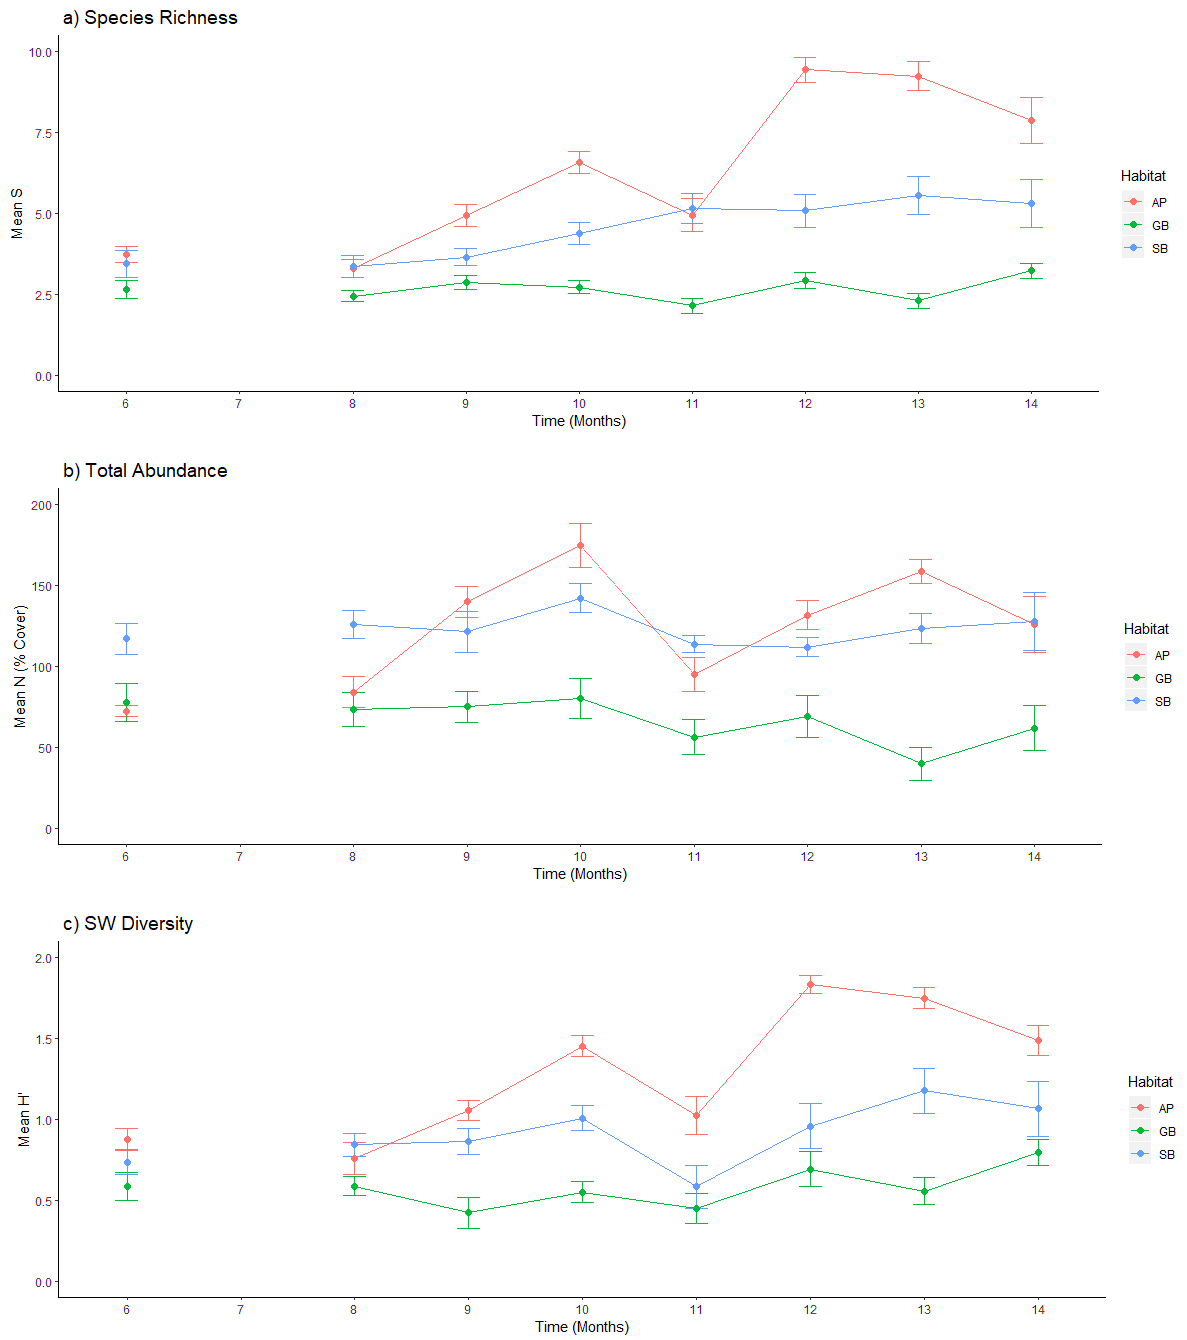 a) Species Richness
10.0
7.5
5.0
2.5
0.0
Mean S
6 7 8 9 10 11 12 13 14
Time (Months)
Habitat
AP
GB
SB
b) Total Abundance
200
150
100
50
0
Mean N (% Cover)
6 7 8 9 10 11 12 13 14
Time (Months)
Habitat
AP
GB
SB
c) SW Diversity
2.0
1.5
1.0
0.5
0.0
Mean H'
6 7 8 9 10 11 12 13 14
Time (Months)
Habitat
AP
GB
SB